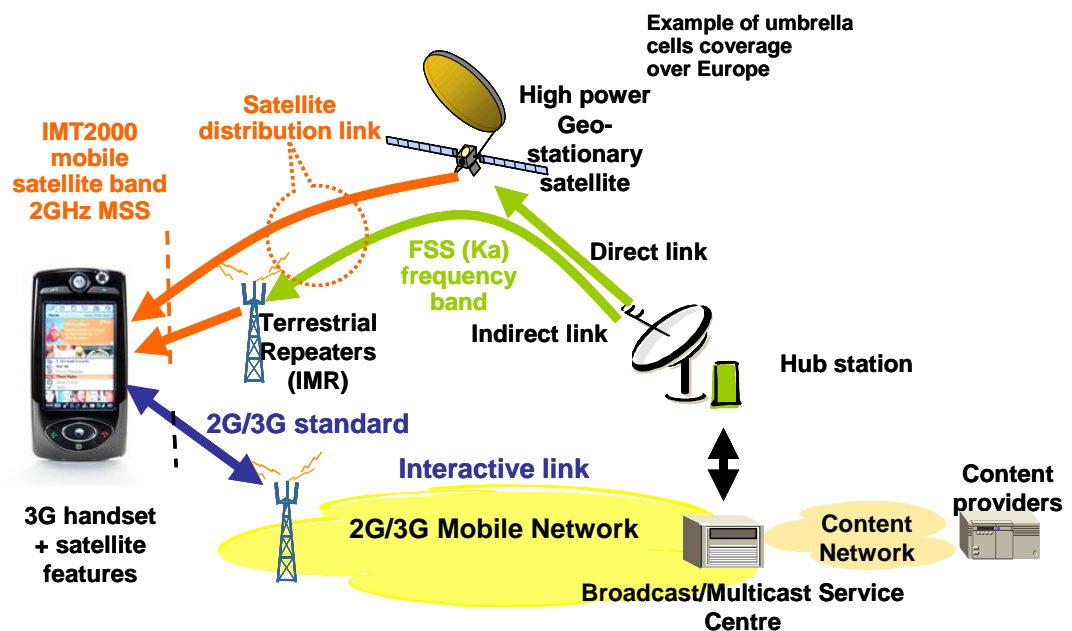 Example of umbrella
cells coverage
over Europe
High power
Geo-
stationary
satellite
Satellite
distribution link
IMT2000
mobile
satellite band
2GHz MSS
FSS (Ka)
frequency
band
Direct link
Indirect link
Terrestrial
Repeaters
(IMR)
Hub station
2G/3G standard
Interactive link
2G/3G Mobile Network
Content
providers
Content
Network
3G handset
+ satellite
features
Broadcast/Multicast Service
Centre